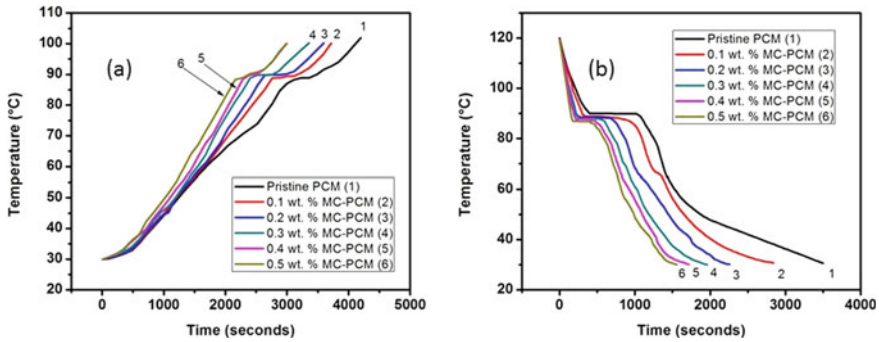 (a)
Temperature (°C)
110
100
90
80
70
60
50
40
30
20
0
1000
2000
3000
4000
5000
Time (seconds)
6
5
4
3
2
1
Pristine PCM (1)
0.1 wt. % MC-PCM (2)
0.2 wt. % MC-PCM (3)
0.3 wt. % MC-PCM (4)
0.4 wt. % MC-PCM (5)
0.5 wt. % MC-PCM (6)
(b)
Temperature (°C)
120
100
80
60
40
20
-1000
0
1000
2000
3000
4000
Time (seconds)
Pristine PCM (1)
0.1 wt. % MC-PCM (2)
0.2 wt. % MC-PCM (3)
0.3 wt. % MC-PCM (4)
0.4 wt. % MC-PCM (5)
0.5 wt. % MC-PCM (6)
6
5
4
3
2
1